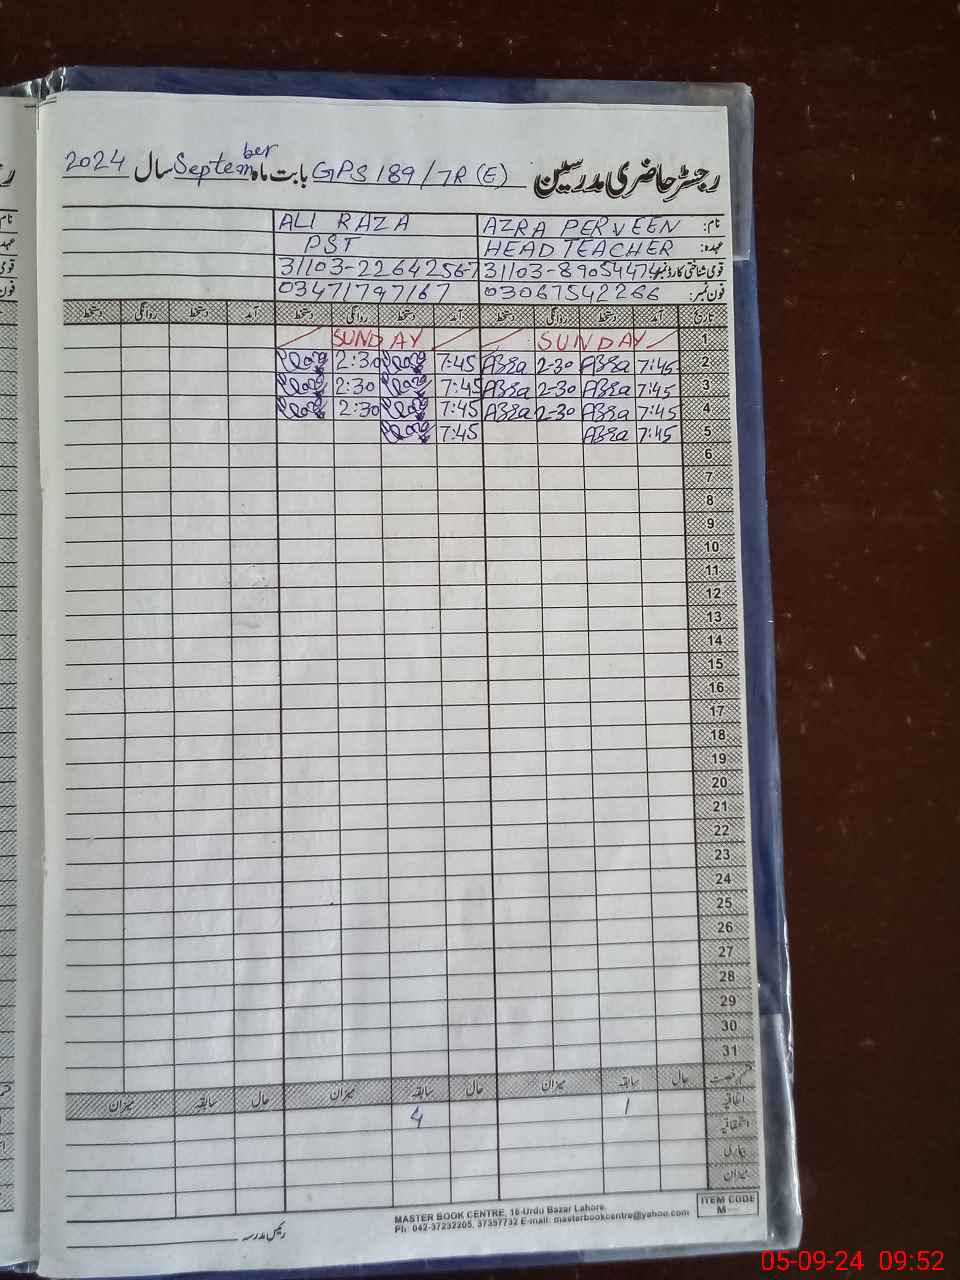 رجسٹر حاضری مدرسین GPS 189/7R (E) بابت ماہ September سال 2024
نام: AZRA PERVEEN ALI RAZA
عہدہ: HEAD TEACHER PST
قومی شناختی کارڈ نمبر: 31103-8905447 31103-22642567
فون نمبر: 03067542266 03471797167
تاریخ آمد دستخط روانگی دستخط آمد دستخط روانگی دستخط آمد دستخط روانگی دستخط
1 SUNDAY SUNDAY
2 7:45 Azra 2-30 Azra 7:45 2:30
3 7:45 Azra 2-30 Azra 7:45 2:30
4 7:45 Azra 2-30 Azra 7:45 2:30
5 7:45 Azra 7:45
6
7
8
9
10
11
12
13
14
15
16
17
18
19
20
21
22
23
24
25
26
27
28
29
30
31
قسم رخصت حال سابقہ میزان حال سابقہ میزان حال سابقہ میزان
اتفاقیہ 1 4
استحقاقیہ
بیماری
میزان
ITEM CODE
M
MASTER BOOK CENTRE, 16-Urdu Bazar Lahore.
Ph: 042-37232205, 37357732 E-mail: masterbookcentre@yahoo.com
رئیس مدرسہ
05-09-24 09:52